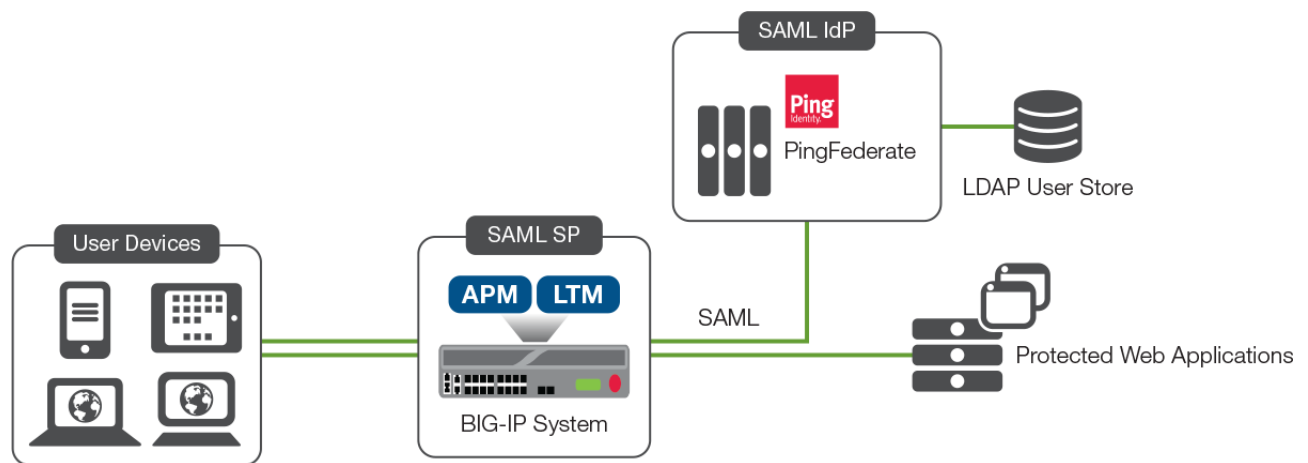 SAML IdP
Ping
Identity.
PingFederate
LDAP User Store
User Devices
SAML SP
APM LTM
BIG-IP System
SAML
Protected Web Applications